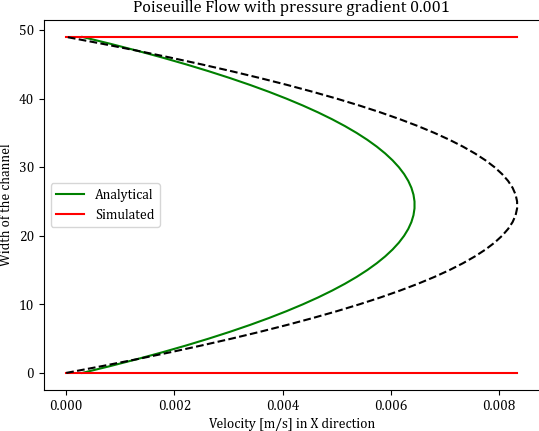 Poiseuille Flow with pressure gradient 0.001
Width of the channel
50
40
30
20
10
0
Analytical
Simulated
0.000 0.002 0.004 0.006 0.008
Velocity [m/s] in X direction